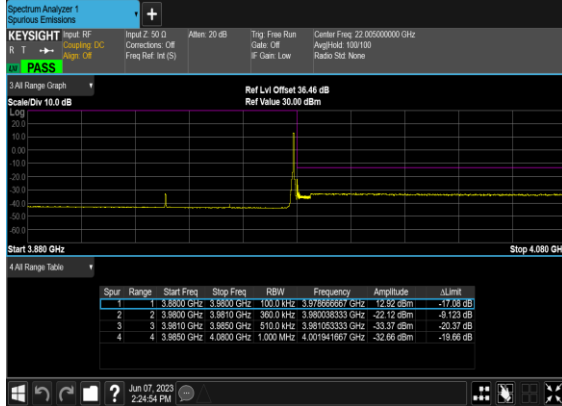 Spectrum Analyzer 1
Spurious Emissions
+
KEYSIGHT Input: RF Input Z: 50 Ω Atten: 20 dB Trig: Free Run Center Freq: 22.005000000 GHz
R T Coupling: DC Corrections: Off Gate: Off Avg|Hold: 100/100
Align: Off Freq Ref: Int (S) IF Gain: Low Radio Std: None
PASS
3 All Range Graph
Ref Lvl Offset 36.46 dB
Scale/Div 10.0 dB Ref Value 30.00 dBm
Log
20.0
10.0
0.00
-10.0
-20.0
-30.0
-40.0
-50.0
-60.0
Start 3.880 GHz Stop 4.080 GH
4 All Range Table
Spur Range Start Freq Stop Freq RBW Frequency Amplitude ΔLimit
1 1 3.8800 GHz 3.9800 GHz 100.0 kHz 3.978666667 GHz 12.92 dBm -17.08 dB
2 2 3.9800 GHz 3.9810 GHz 360.0 kHz 3.980038333 GHz -22.12 dBm -9.123 dB
3 3 3.9810 GHz 3.9850 GHz 510.0 kHz 3.981053333 GHz -33.37 dBm -20.37 dB
4 4 3.9850 GHz 4.0800 GHz 1.000 MHz 4.001941667 GHz -32.66 dBm -19.66 dB
? Jun 07, 2023
2:24:54 PM